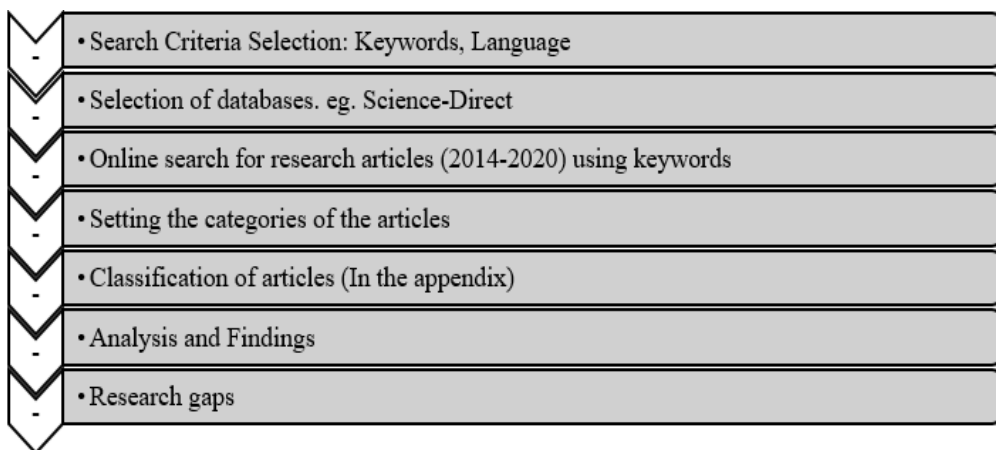 -
• Search Criteria Selection: Keywords, Language
-
• Selection of databases. eg. Science-Direct
-
• Online search for research articles (2014-2020) using keywords
-
• Setting the categories of the articles
-
• Classification of articles (In the appendix)
-
• Analysis and Findings
-
• Research gaps